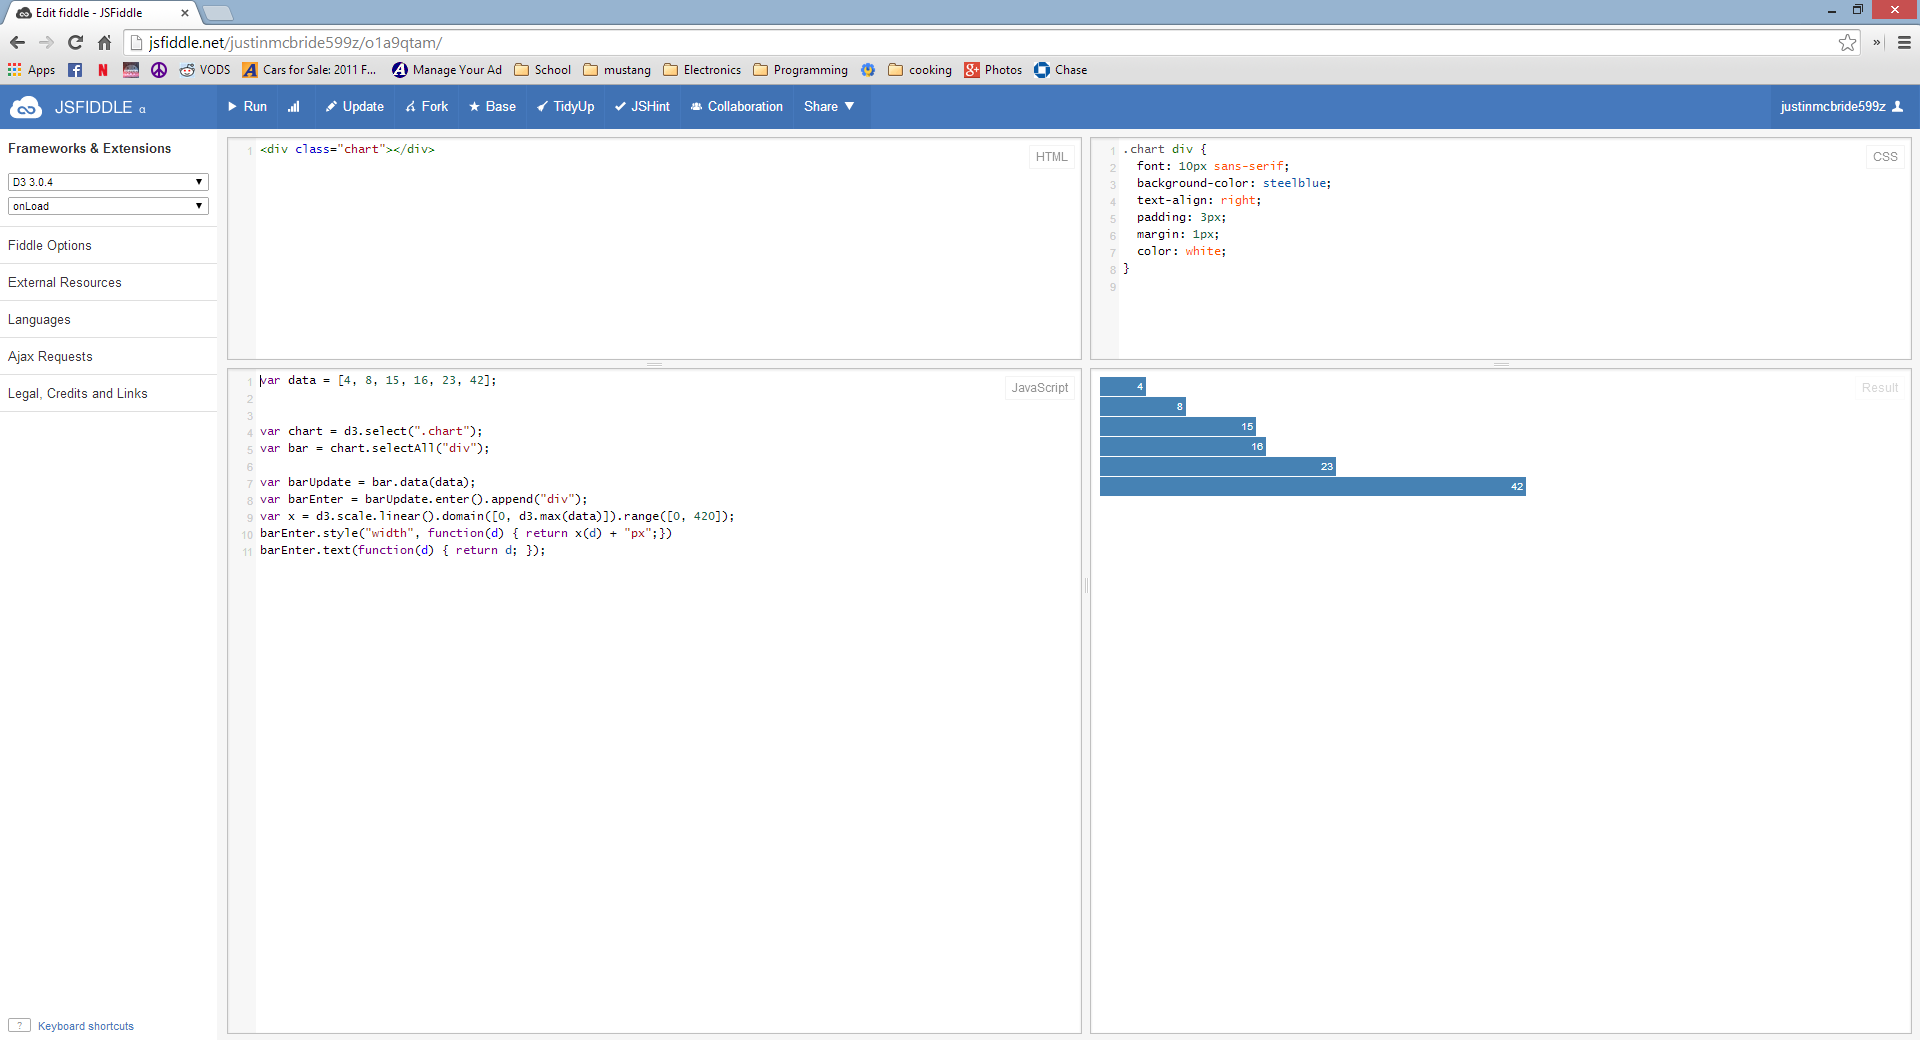 Edit fiddle - JSFiddle
jsfiddle.net/justinmcbride599z/o1a9qtam/
Apps VODS Cars for Sale: 2011 F... Manage Your Ad School mustang Electronics Programming cooking Photos Chase
JSFIDDLE α Run Update Fork Base TidyUp JSHint Collaboration Share justinmcbride599z
Frameworks & Extensions
D3 3.0.4
onLoad
Fiddle Options
External Resources
Languages
Ajax Requests
Legal, Credits and Links
? Keyboard shortcuts
HTML
1 <div class="chart"></div>
CSS
1 .chart div {
2 font: 10px sans-serif;
3 background-color: steelblue;
4 text-align: right;
5 padding: 3px;
6 margin: 1px;
7 color: white;
8 }
9
JavaScript
1 var data = [4, 8, 15, 16, 23, 42];
2
3
4 var chart = d3.select(".chart");
5 var bar = chart.selectAll("div");
6
7 var barUpdate = bar.data(data);
8 var barEnter = barUpdate.enter().append("div");
9 var x = d3.scale.linear().domain([0, d3.max(data)]).range([0, 420]);
10 barEnter.style("width", function(d) { return x(d) + "px";})
11 barEnter.text(function(d) { return d; });
Result
4
8
15
16
23
42